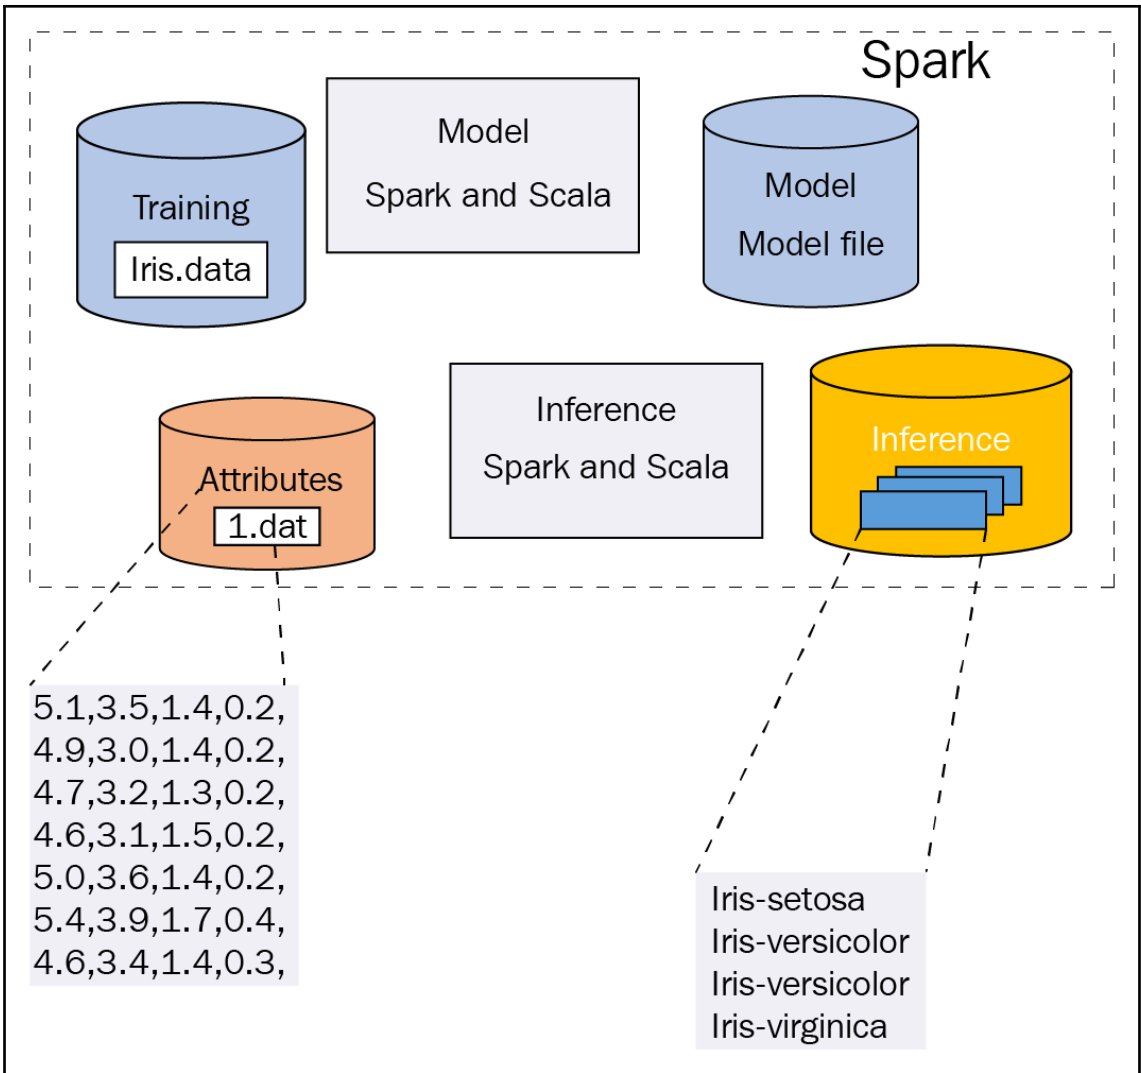 Spark
Training
Iris.data
Model
Spark and Scala
Model
Model file
Attributes
1.dat
Inference
Spark and Scala
Inference
5.1,3.5,1.4,0.2,
4.9,3.0,1.4,0.2,
4.7,3.2,1.3,0.2,
4.6,3.1,1.5,0.2,
5.0,3.6,1.4,0.2,
5.4,3.9,1.7,0.4,
4.6,3.4,1.4,0.3,
Iris-setosa
Iris-versicolor
Iris-versicolor
Iris-virginica